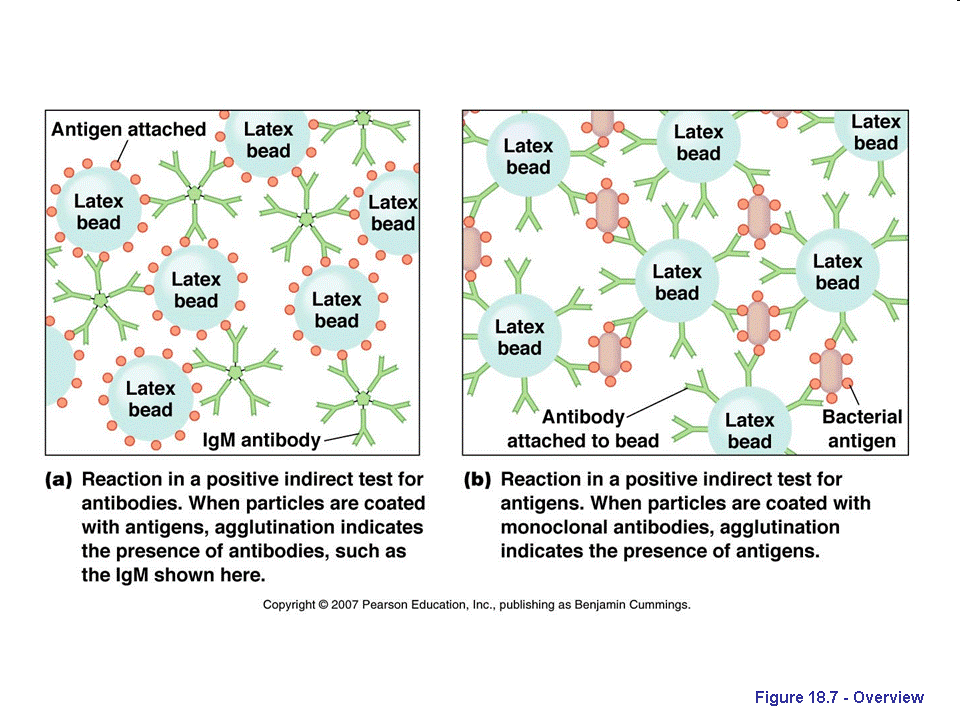 Antigen attached
Latex
bead
Latex
bead
Latex
bead
Latex
bead
Latex
bead
Latex
bead
IgM antibody
Latex
bead
Latex
bead
Latex
bead
Latex
bead
Latex
bead
Latex
bead
Latex
bead
Antibody
attached to bead
Bacterial
antigen
(a) Reaction in a positive indirect test for
antibodies. When particles are coated
with antigens, agglutination indicates
the presence of antibodies, such as
the IgM shown here.
(b) Reaction in a positive indirect test for
antigens. When particles are coated with
monoclonal antibodies, agglutination
indicates the presence of antigens.
Copyright © 2007 Pearson Education, Inc., publishing as Benjamin Cummings.
Figure 18.7 - Overview